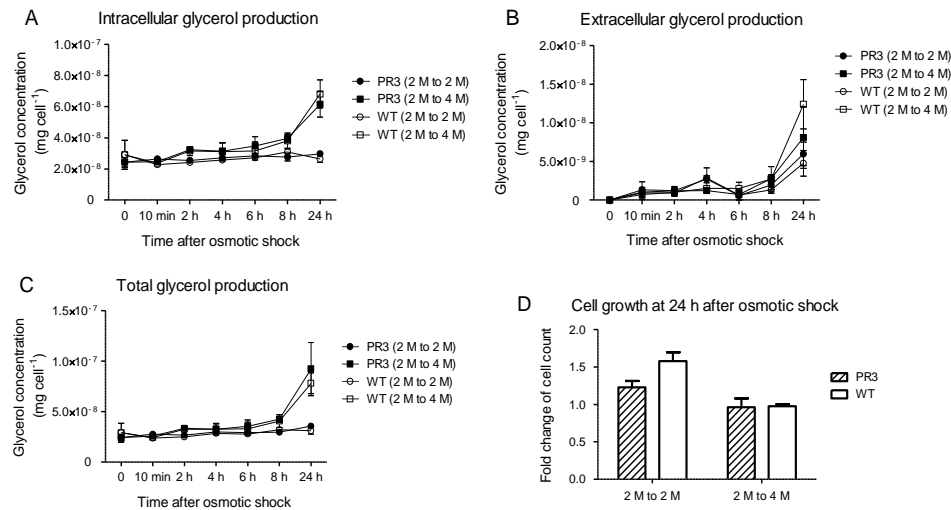 A
Intracellular glycerol production
1.0×10⁻⁷
8.0×10⁻⁸
6.0×10⁻⁸
4.0×10⁻⁸
2.0×10⁻⁸
0
Glycerol concentration
(mg cell⁻¹)
0 10 min 2 h 4 h 6 h 8 h 24 h
Time after osmotic shock
PR3 (2 M to 2 M)
PR3 (2 M to 4 M)
WT (2 M to 2 M)
WT (2 M to 4 M)
B
Extracellular glycerol production
2.0×10⁻⁸
1.5×10⁻⁸
1.0×10⁻⁸
5.0×10⁻⁹
0
Glycerol concentration
(mg cell⁻¹)
0 10 min 2 h 4 h 6 h 8 h 24 h
Time after osmotic shock
PR3 (2 M to 2 M)
PR3 (2 M to 4 M)
WT (2 M to 2 M)
WT (2 M to 4 M)
C
Total glycerol production
1.5×10⁻⁷
1.0×10⁻⁷
5.0×10⁻⁸
0
Glycerol concentration
(mg cell⁻¹)
0 10 min 2 h 4 h 6 h 8 h 24 h
Time after osmotic shock
PR3 (2 M to 2 M)
PR3 (2 M to 4 M)
WT (2 M to 2 M)
WT (2 M to 4 M)
D
Cell growth at 24 h after osmotic shock
2.0
1.5
1.0
0.5
0.0
Fold change of cell count
2 M to 2 M 2 M to 4 M
PR3
WT